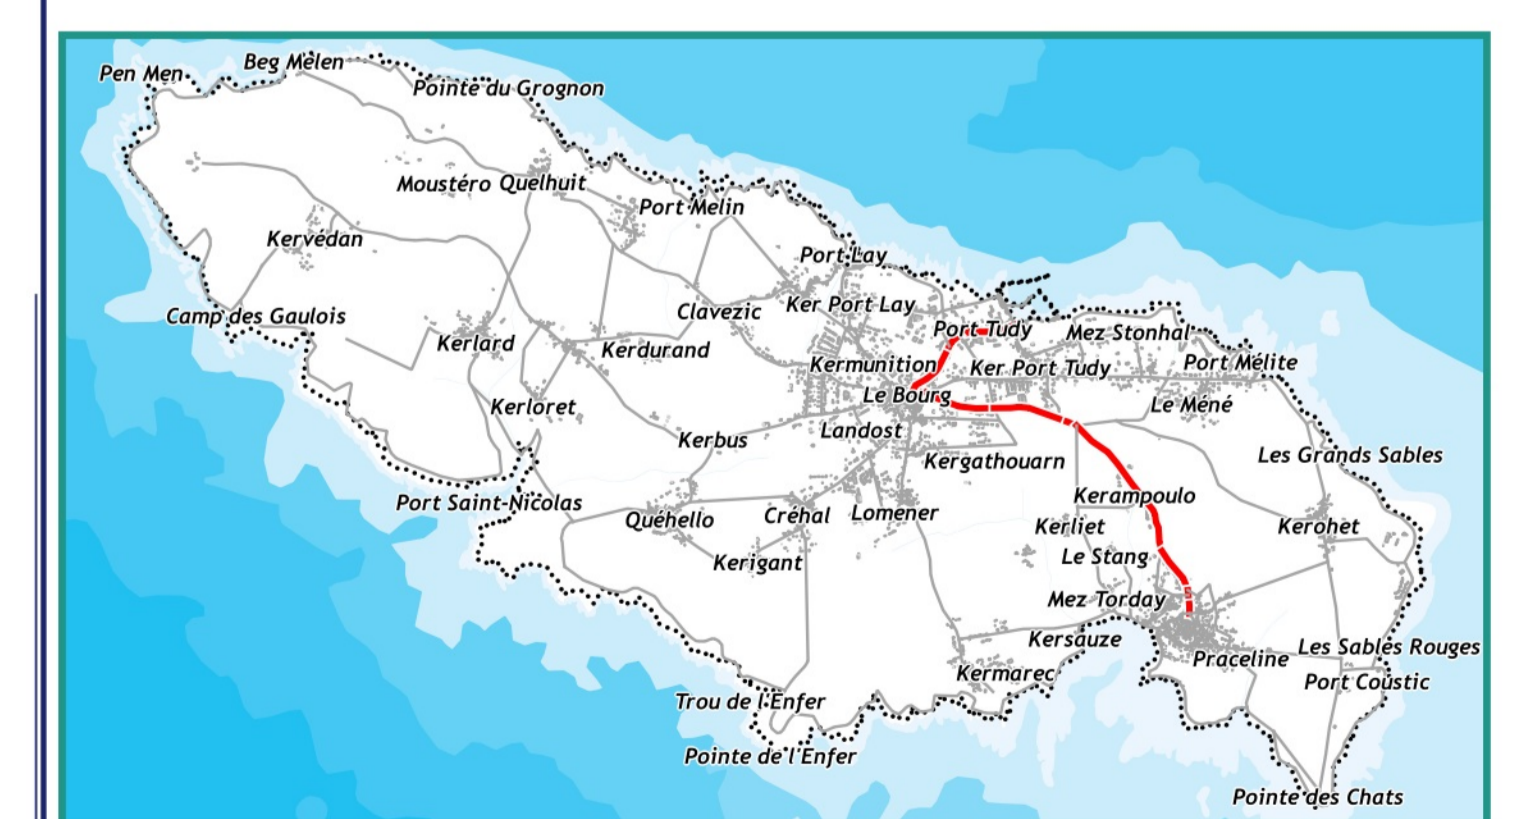 Beg Melen
Pen Men
Pointe du Grognon
Moustéro Quelhuit
Port Melin
Kervédan
Port Lay
Ker Port Lay
Clavezic
Camp des Gaulois
Port Tudy
Mez Stonhal
Kerlard
Kerdurand
Kermunition
Ker Port Tudy
Port Mélite
Le Bourg
Kerloret
Le Méné
Landost
Kerbus
Les Grands Sables
Kergathouarn
Kerampoulo
Port Saint-Nicolas
Lomener
Créhal
Quéhello
Kerliet
Kerohet
Le Stang
Kerigant
Mez Torday
Kersauze
Les Sables Rouges
Praceline
Kermarec
Port Coustic
Trou de l'Enfer
Pointe de l'Enfer
Pointe des Chats